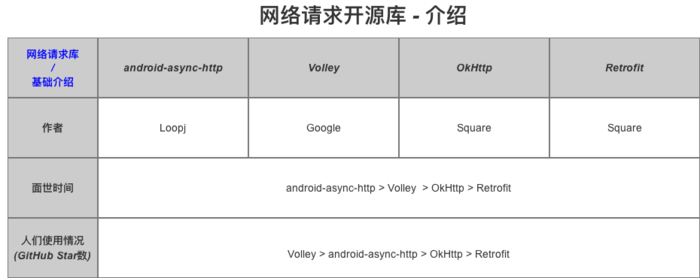 网络请求开源库 - 介绍
网络请求库
/
基础介绍
android-async-http
Volley
OkHttp
Retrofit
作者
Loopj
Google
Square
Square
面世时间
android-async-http > Volley > OkHttp > Retrofit
人们使用情况
(GitHub Star数)
Volley > android-async-http > OkHttp > Retrofit